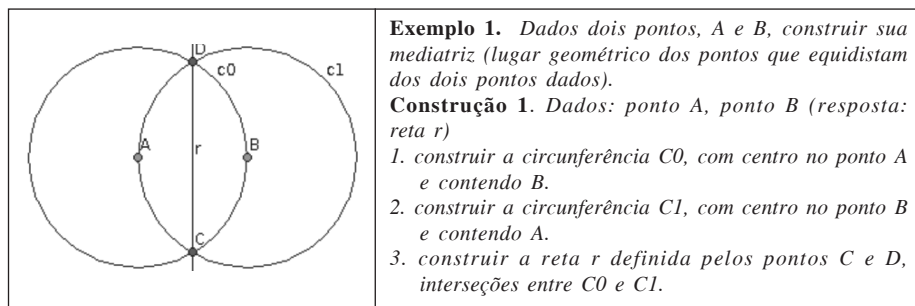 D
c0
c1
A
B
r
C
Exemplo 1. Dados dois pontos, A e B, construir sua
mediatriz (lugar geométrico dos pontos que equidistam
dos dois pontos dados).
Construção 1. Dados: ponto A, ponto B (resposta:
reta r)
1. construir a circunferência C0, com centro no ponto A
e contendo B.
2. construir a circunferência C1, com centro no ponto B
e contendo A.
3. construir a reta r definida pelos pontos C e D,
interseções entre C0 e C1.